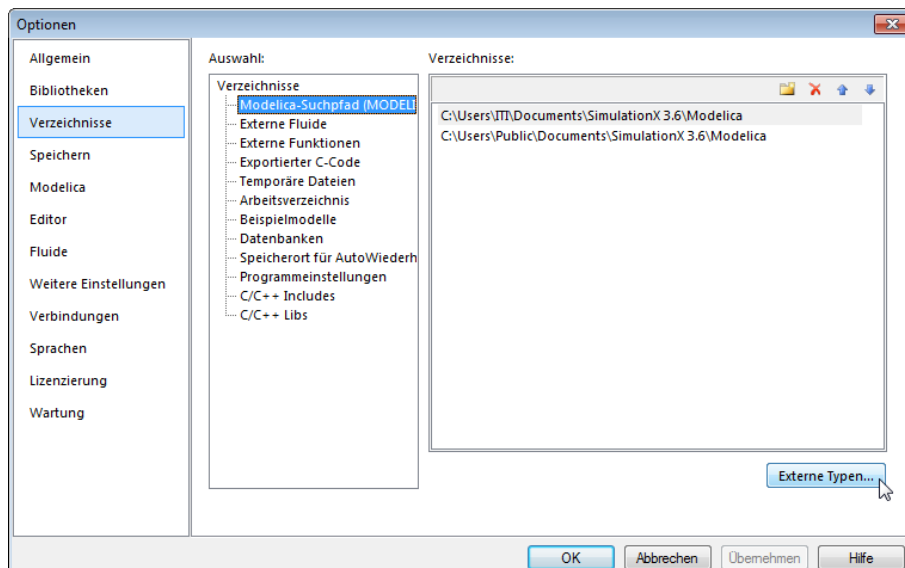 Optionen
Allgemein
Bibliotheken
Verzeichnisse
Speichern
Modelica
Editor
Fluide
Weitere Einstellungen
Verbindungen
Sprachen
Lizenzierung
Wartung
Auswahl:
Verzeichnisse
Modelica-Suchpfad (MODELI
Externe Fluide
Externe Funktionen
Exportierter C-Code
Temporäre Dateien
Arbeitsverzeichnis
Beispielmodelle
Datenbanken
Speicherort für AutoWiederh
Programmeinstellungen
C/C++ Includes
C/C++ Libs
Verzeichnisse:
C:\Users\ITI\Documents\SimulationX 3.6\Modelica
C:\Users\Public\Documents\SimulationX 3.6\Modelica
Externe Typen...
OK
Abbrechen
Übernehmen
Hilfe